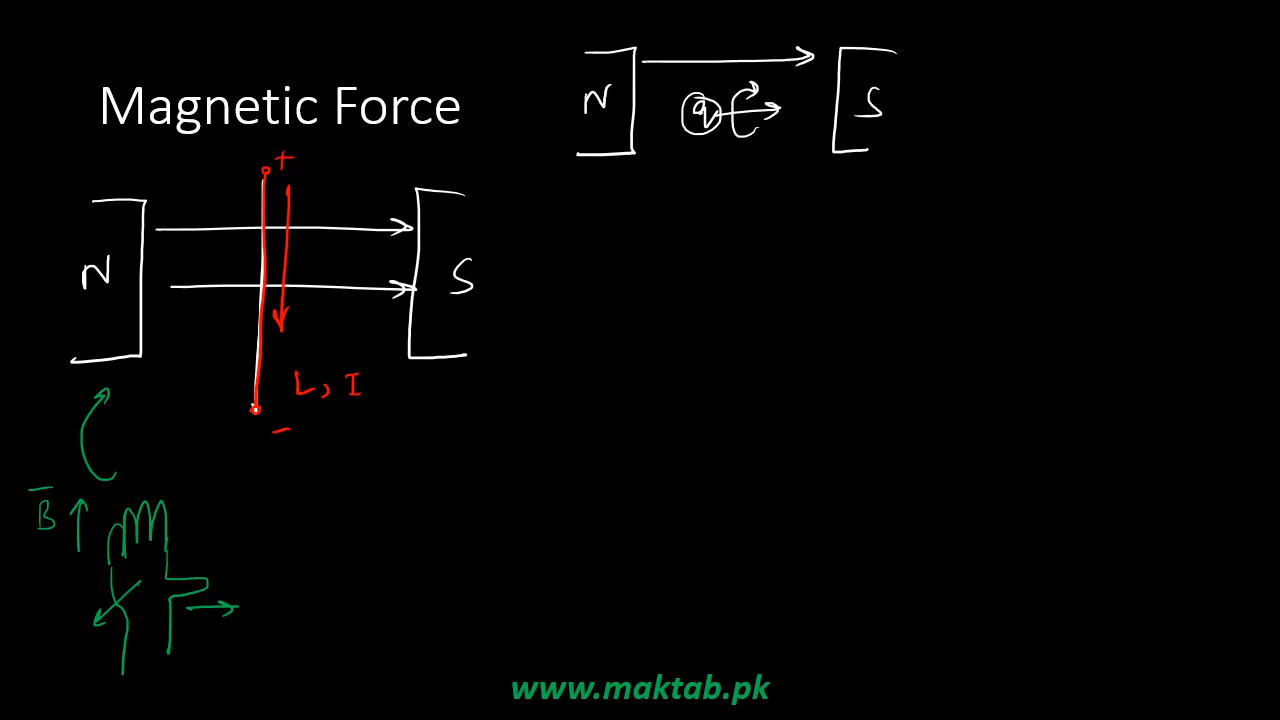 Magnetic Force
N q S
+
N S
L, I
-
B
www.maktab.pk